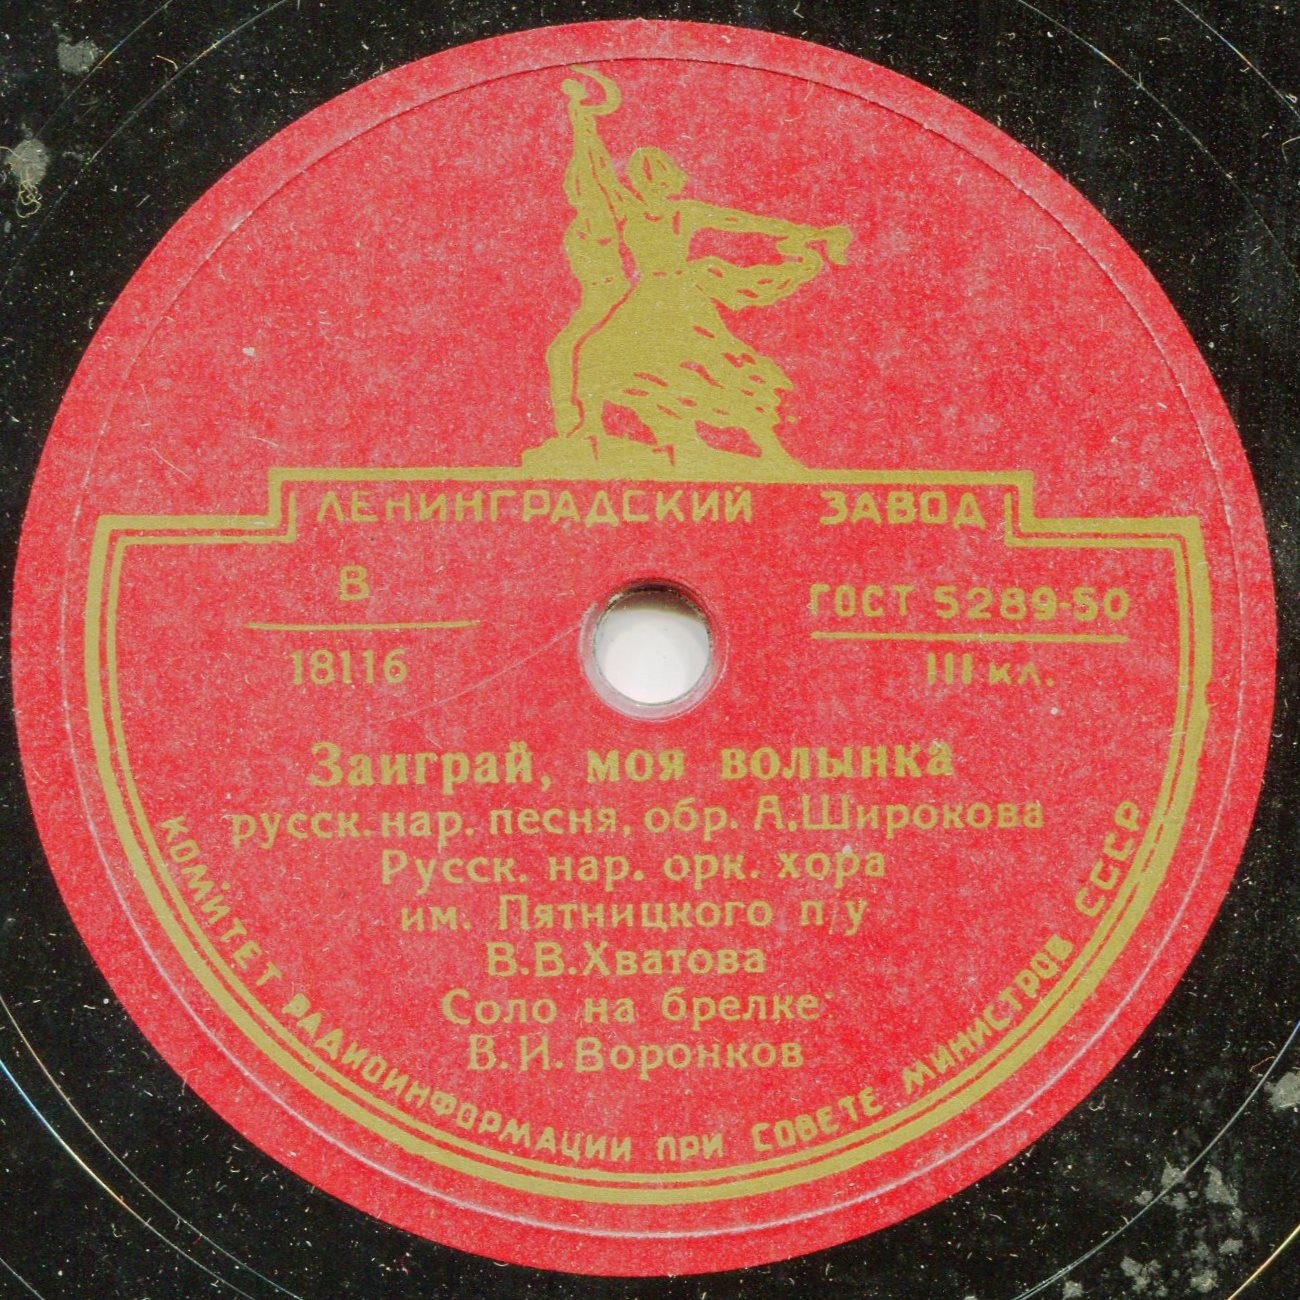 ЛЕНИНГРАДСКИЙ ЗАВОД
В
18116
ГОСТ 5289-50
III кл.
Заиграй, моя волынка
русск. нар. песня, обр. А. Широкова
Русск. нар. орк. хора
им. Пятницкого п/у
В. В. Хватова
Соло на брелке:
В. И. Воронков
КОМИТЕТ РАДИОИНФОРМАЦИИ ПРИ СОВЕТЕ МИНИСТРОВ СССР